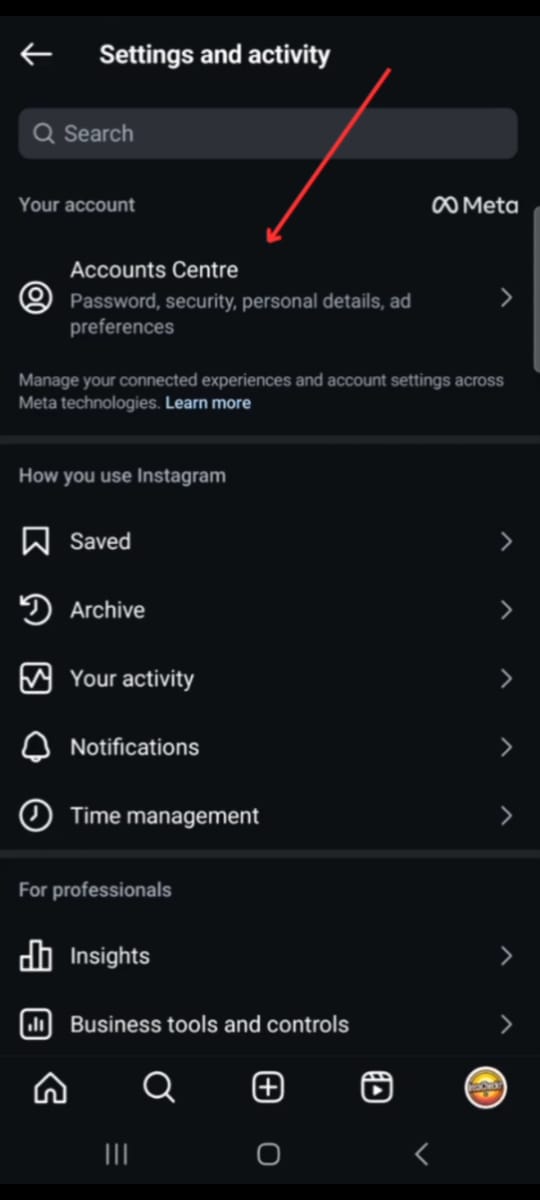 Settings and activity
Search
Your account
Meta
Accounts Centre
Password, security, personal details, ad
preferences
Manage your connected experiences and account settings across
Meta technologies. Learn more
How you use Instagram
Saved
Archive
Your activity
Notifications
Time management
For professionals
Insights
Business tools and controls